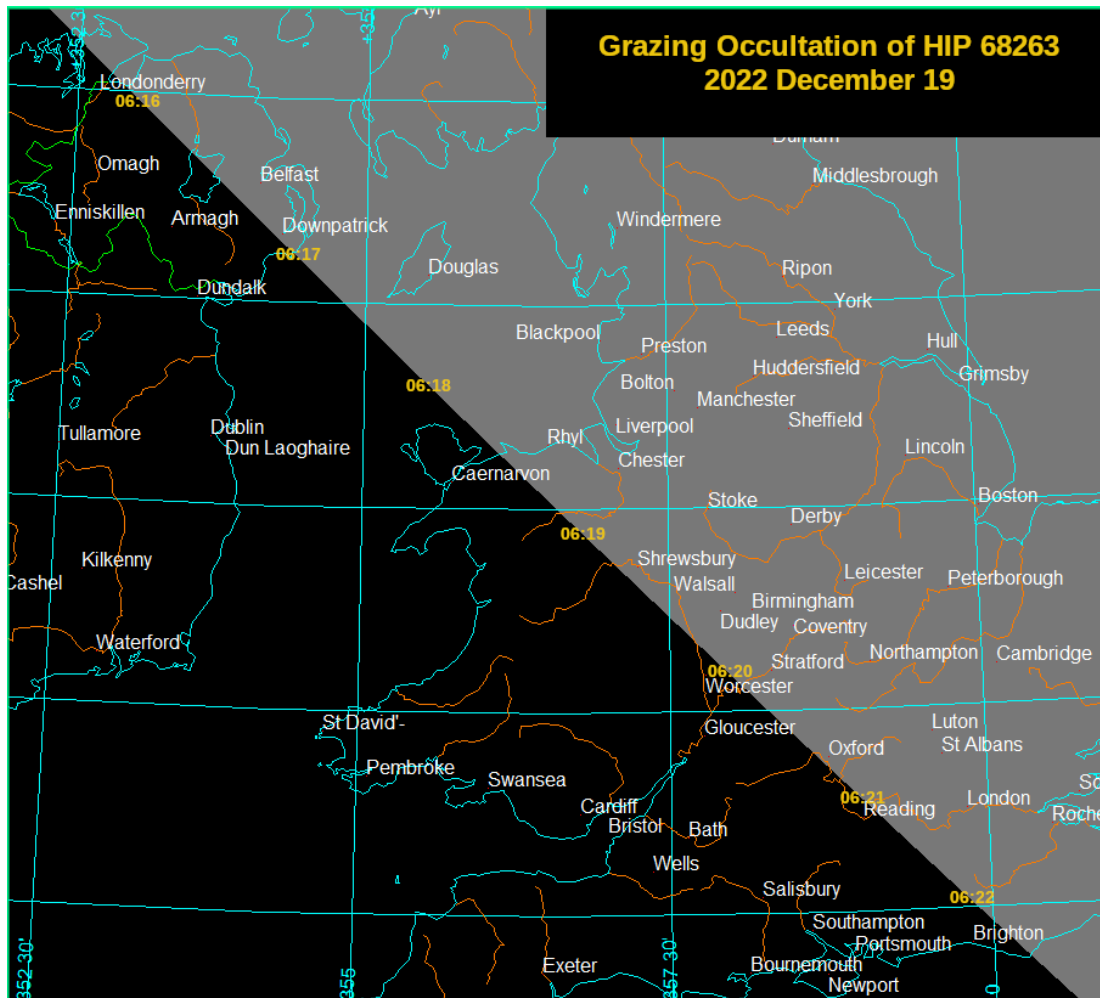 Grazing Occultation of HIP 68263
2022 December 19
Ayr
Londonderry
06:16
Durham
Omagh
Belfast
Middlesbrough
Enniskillen
Armagh
Downpatrick
Windermere
06:17
Douglas
Ripon
Dundalk
York
Blackpool
Preston
Leeds
Hull
Huddersfield
Grimsby
06:18
Bolton
Manchester
Sheffield
Tullamore
Dublin
Dun Laoghaire
Rhyl
Liverpool
Lincoln
Caernarvon
Chester
Stoke
Boston
Derby
06:19
Kilkenny
Shrewsbury
Cashel
Walsall
Leicester
Peterborough
Birmingham
Dudley
Coventry
Waterford
Stratford
Northampton
Cambridge
06:20
Worcester
St David'-
Gloucester
Luton
Oxford
St Albans
Pembroke
Swansea
So
06:21
London
Cardiff
Reading
Roche
Bristol
Bath
Wells
Salisbury
06:22
Southampton
Brighton
Portsmouth
Exeter
Bournemouth
Newport
352 30'
355
357 30'
0